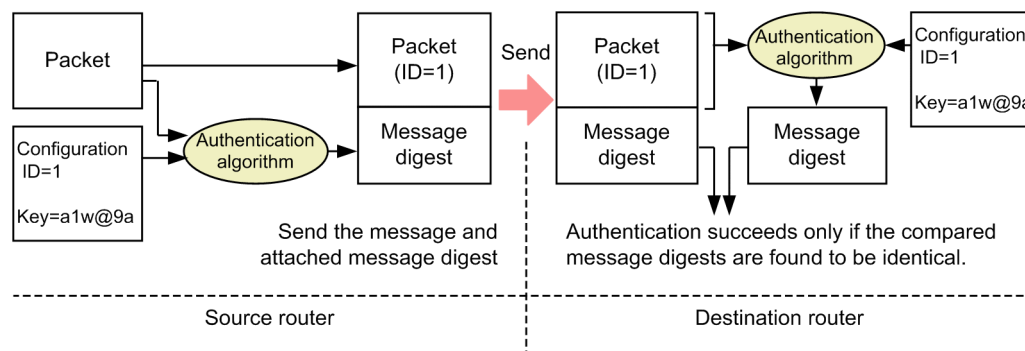 Packet
Configuration
ID=1
Key=a1w@9a
Authentication
algorithm
Packet
(ID=1)
Message
digest
Send the message and
attached message digest
Send
Packet
(ID=1)
Message
digest
Authentication
algorithm
Message
digest
Configuration
ID=1
Key=a1w@9a
Authentication succeeds only if the compared
message digests are found to be identical.
Source router
Destination router